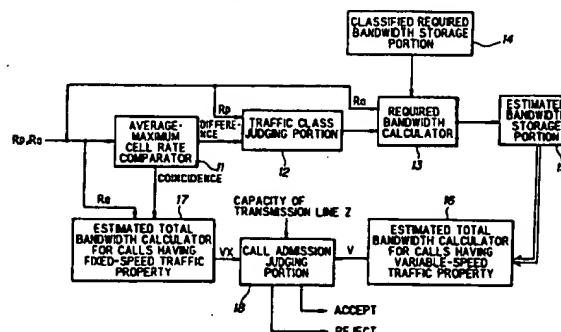 CLASSIFIED REQUIRED
BANDWIDTH STORAGE
PORTION
14
Rp
Ra
Rp,Ra
AVERAGE-
MAXIMUM
CELL RATE
COMPARATOR
11
DIFFER-
ENCE
TRAFFIC CLASS
JUDGING PORTION
12
REQUIRED
BANDWIDTH
CALCULATOR
13
ESTIMATED
BANDWIDTH
STORAGE
PORTION
COINCIDENCE
Ra
17
CAPACITY OF
TRANSMISSION LINE Z
16
ESTIMATED TOTAL
BANDWIDTH CALCULATOR
FOR CALLS HAVING
FIXED-SPEED TRAFFIC
PROPERTY
VX
CALL ADMISSION
JUDGING
PORTION
18
V
ESTIMATED TOTAL
BANDWIDTH CALCULATOR
FOR CALLS HAVING
VARIABLE-SPEED
TRAFFIC PROPERTY
ACCEPT
REJECT